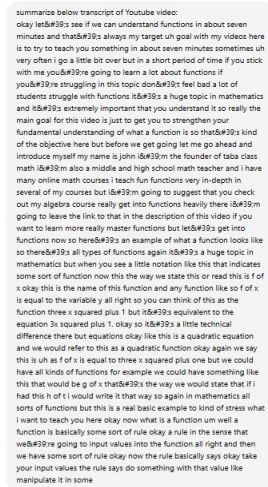 summarize below transcript of Youtube video:
okay let&#39;s see if we can understand functions in about seven
minutes and that&#39;s always my target uh goal with my videos here
is to try to teach you something in about seven minutes sometimes uh
very often i go a little bit over but in a short period of time if you stick
with me you&#39;re going to learn a lot about functions if
you&#39;re struggling in this topic don&#39;t feel bad a lot of
students struggle with functions it&#39;s a huge topic in mathematics
and it&#39;s extremely important that you understand it so really the
main goal for this video is just to get you to strengthen your
fundamental understanding of what a function is so that&#39;s kind
of the objective here but before we get going let me go ahead and
introduce myself my name is john i&#39;m the founder of taba class
math i&#39;m also a middle and high school math teacher and i have
many online math courses i teach fun functions very in-depth in
several of my courses but i&#39;m going to suggest that you check
out my algebra course really get into functions heavily there i&#39;m
going to leave the link to that in the description of this video if you
want to learn more really master functions but let&#39;s get into
functions now so here&#39;s an example of what a function looks like
so there&#39;s all types of functions again it&#39;s a huge topic in
mathematics but when you see a little notation like this that indicates
some sort of function now this the way we state this or read this is f of
x okay this is the name of this function and any function like so f of x
is equal to the variable y all right so you can think of this as the
function three x squared plus 1 but it&#39;s equivalent to the
equation 3x squared plus 1. okay so it&#39;s a little technical
difference there but equations okay like this is a quadratic equation
and we would refer to this as a quadratic function okay again we say
this is uh as f of x is equal to three x squared plus one but we could
have all kinds of functions for example we could have something like
this that would be g of x that&#39;s the way we would state that if i
had this h of t i would write it that way so again in mathematics all
sorts of functions but this is a real basic example to kind of stress what
i want to teach you here okay now what is a function um well a
function is basically some sort of rule okay a rule in the sense that
we&#39;re going to input values into the function all right and then
we have some sort of rule okay now the rule basically says okay take
your input values the rule says do something with that value like
manipulate it in some